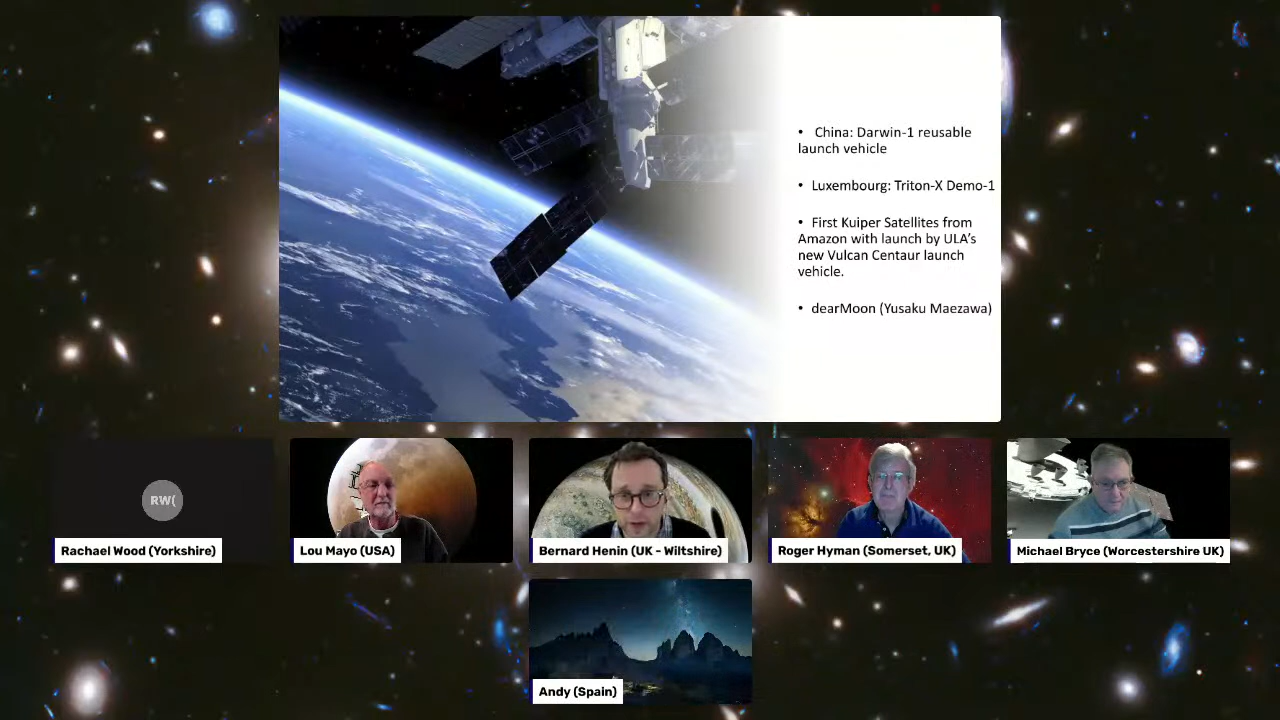 • China: Darwin-1 reusable
launch vehicle
• Luxembourg: Triton-X Demo-1
• First Kuiper Satellites from
Amazon with launch by ULA’s
new Vulcan Centaur launch
vehicle.
• dearMoon (Yusaku Maezawa)
RW(
Rachael Wood (Yorkshire)
Lou Mayo (USA)
Bernard Henin (UK - Wiltshire)
Roger Hyman (Somerset, UK)
Michael Bryce (Worcestershire UK)
Andy (Spain)